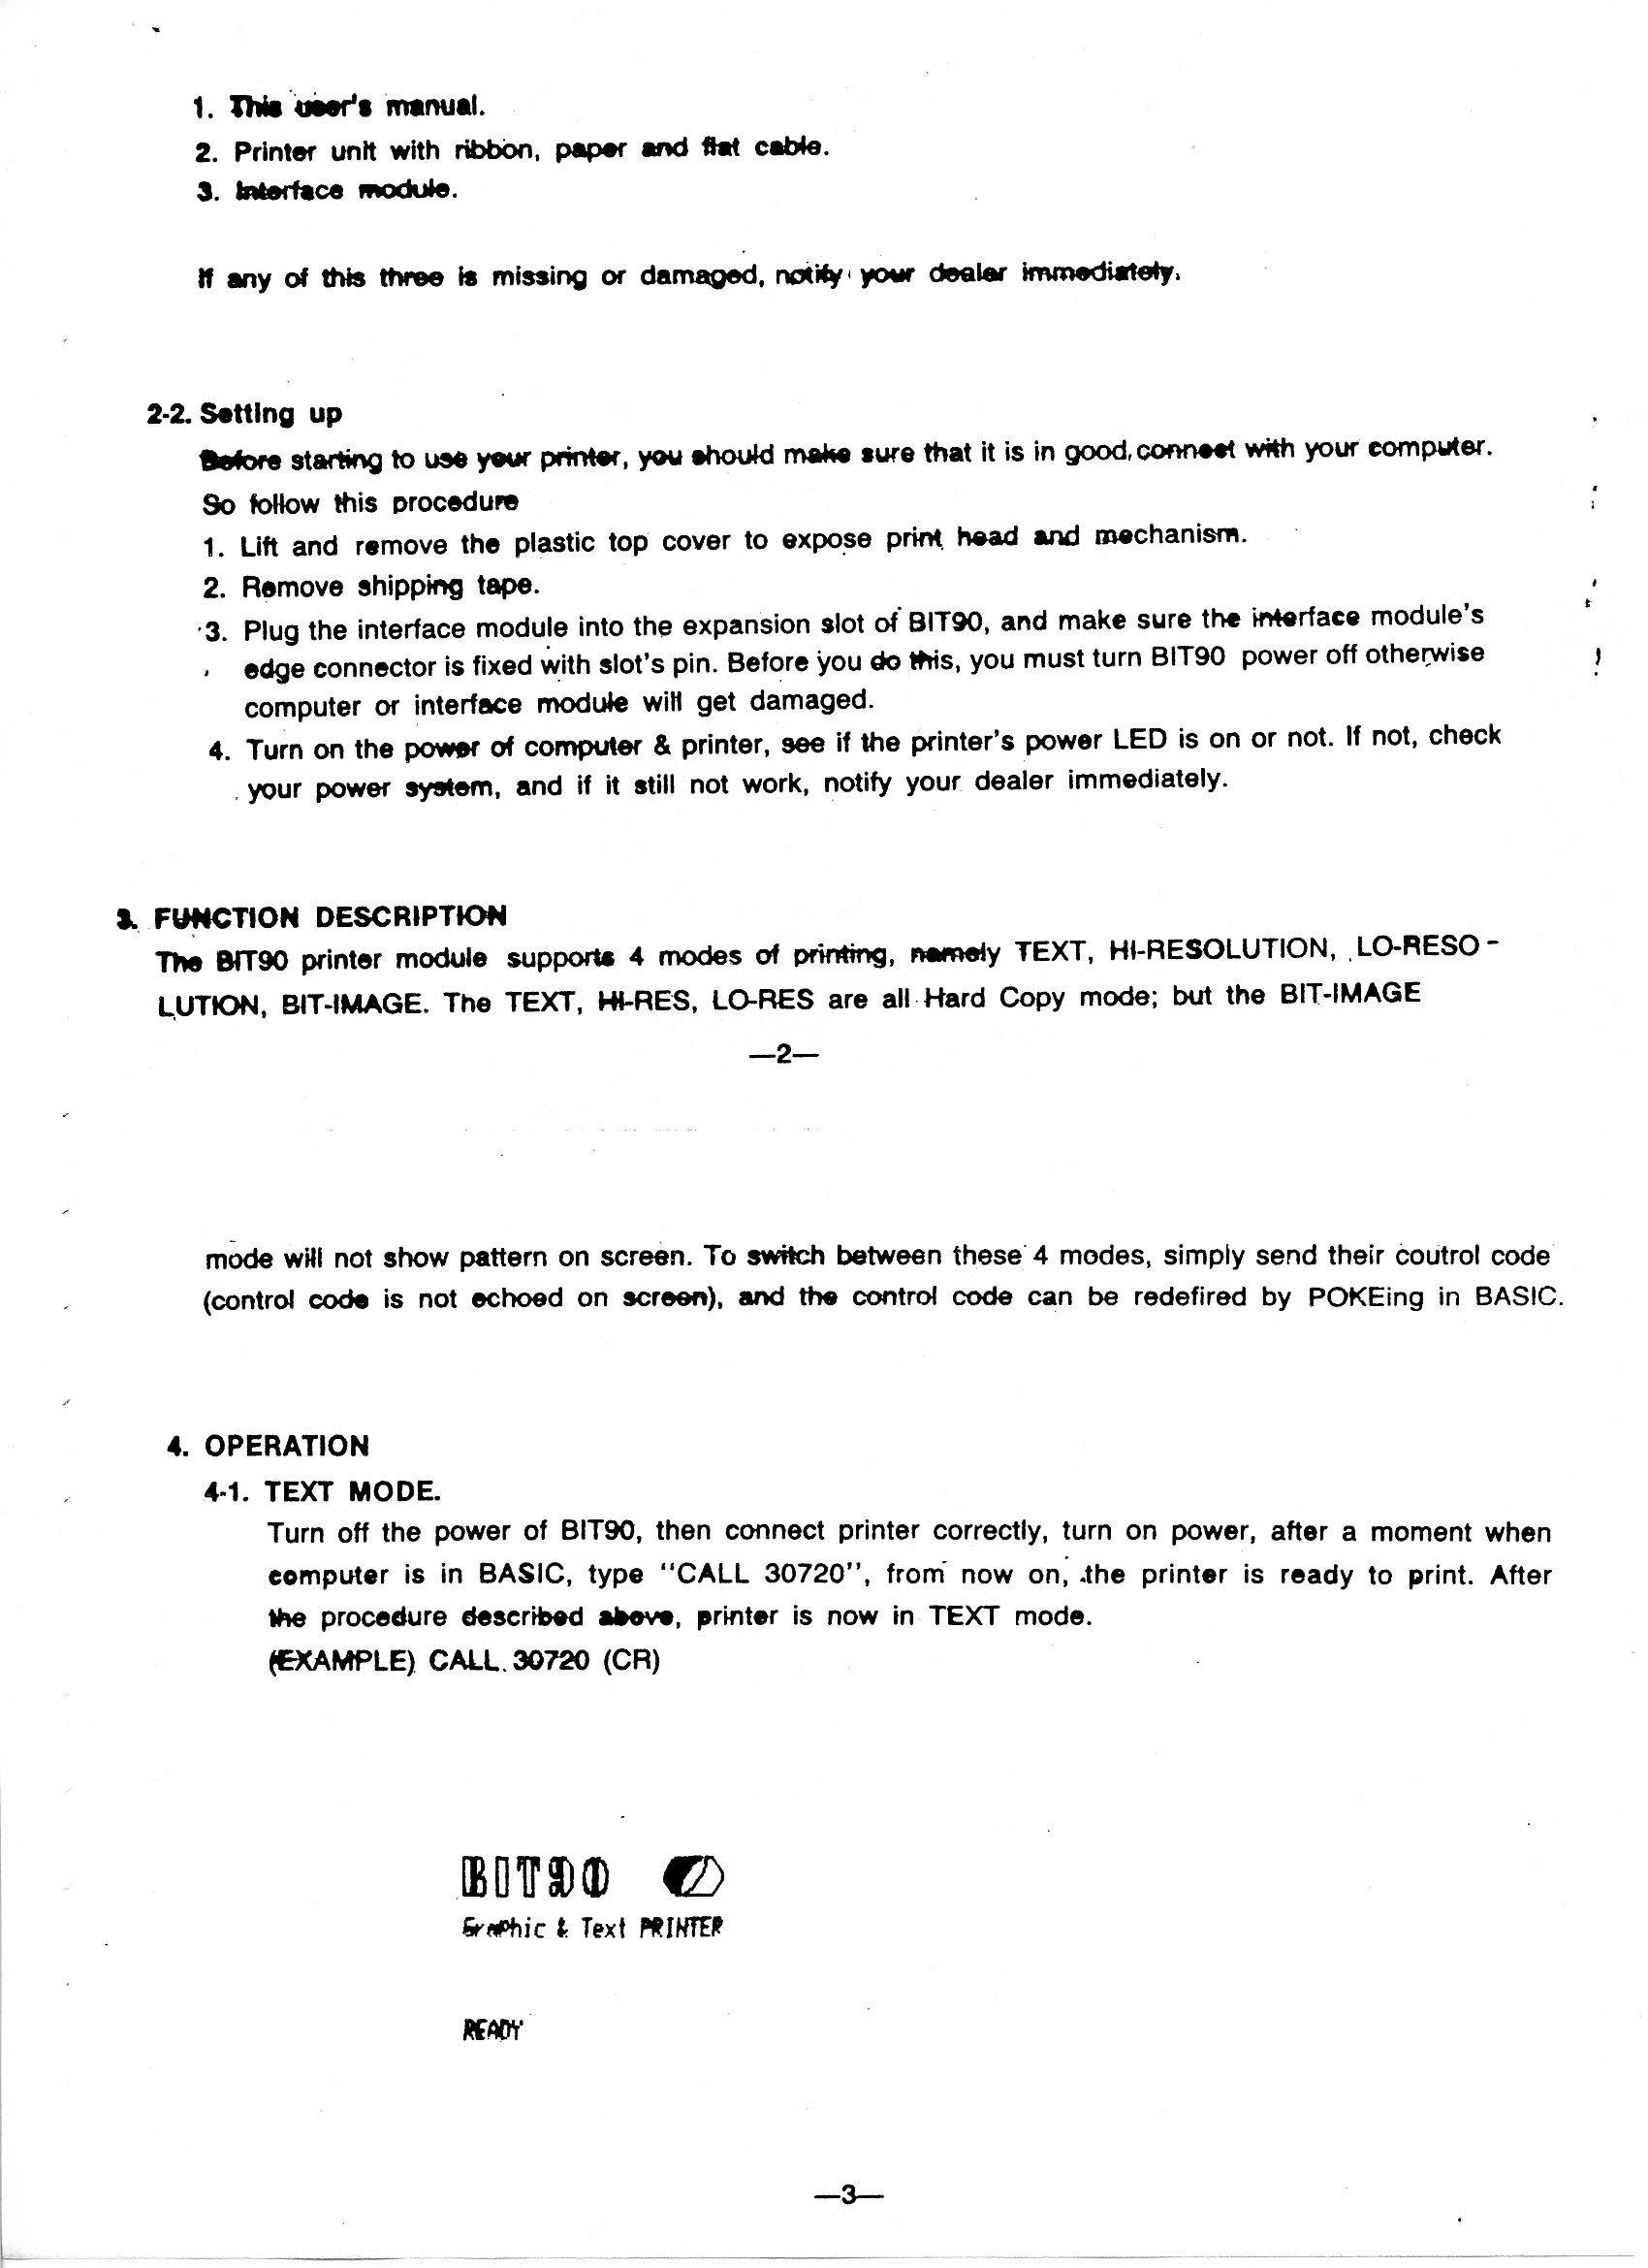 1. This user's manual.
2. Printer unit with ribbon, paper and flat cable.
3. Interface module.
If any of this three is missing or damaged, notify your dealer immediately.
2-2. Setting up
Before starting to use your printer, you should make sure that it is in good connect with your computer.
So follow this procedure
1. Lift and remove the plastic top cover to expose print head and mechanism.
2. Remove shipping tape.
3. Plug the interface module into the expansion slot of BIT90, and make sure the interface module's
edge connector is fixed with slot's pin. Before you do this, you must turn BIT90 power off otherwise
computer or interface module will get damaged.
4. Turn on the power of computer & printer, see if the printer's power LED is on or not. If not, check
your power system, and if it still not work, notify your dealer immediately.
3. FUNCTION DESCRIPTION
The BIT90 printer module supports 4 modes of printing, namely TEXT, HI-RESOLUTION, LO-RESO-
LUTION, BIT-IMAGE. The TEXT, HI-RES, LO-RES are all Hard Copy mode; but the BIT-IMAGE
—2—
mode will not show pattern on screen. To switch between these 4 modes, simply send their coutrol code
(control code is not echoed on screen), and the control code can be redefired by POKEing in BASIC.
4. OPERATION
4-1. TEXT MODE.
Turn off the power of BIT90, then connect printer correctly, turn on power, after a moment when
computer is in BASIC, type "CALL 30720", from now on, the printer is ready to print. After
the procedure described above, printer is now in TEXT mode.
(EXAMPLE) CALL 30720 (CR)
BIT90
Graphic & Text PRINTER
READY
—3—